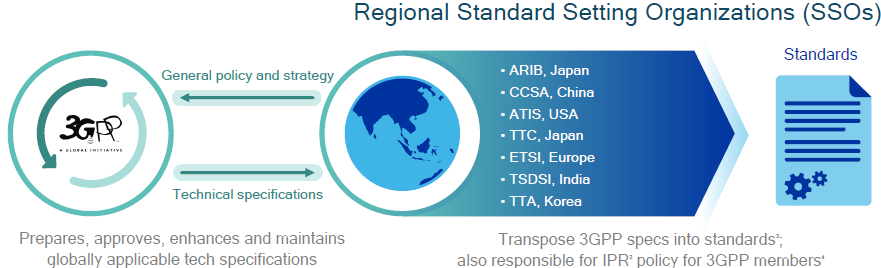 Regional Standard Setting Organizations (SSOs)
General policy and strategy
3GPP™
A GLOBAL INITIATIVE
Technical specifications
Prepares, approves, enhances and maintains
globally applicable tech specifications
• ARIB, Japan
• CCSA, China
• ATIS, USA
• TTC, Japan
• ETSI, Europe
• TSDSI, India
• TTA, Korea
Standards
Transpose 3GPP specs into standards³;
also responsible for IPR² policy for 3GPP members⁴